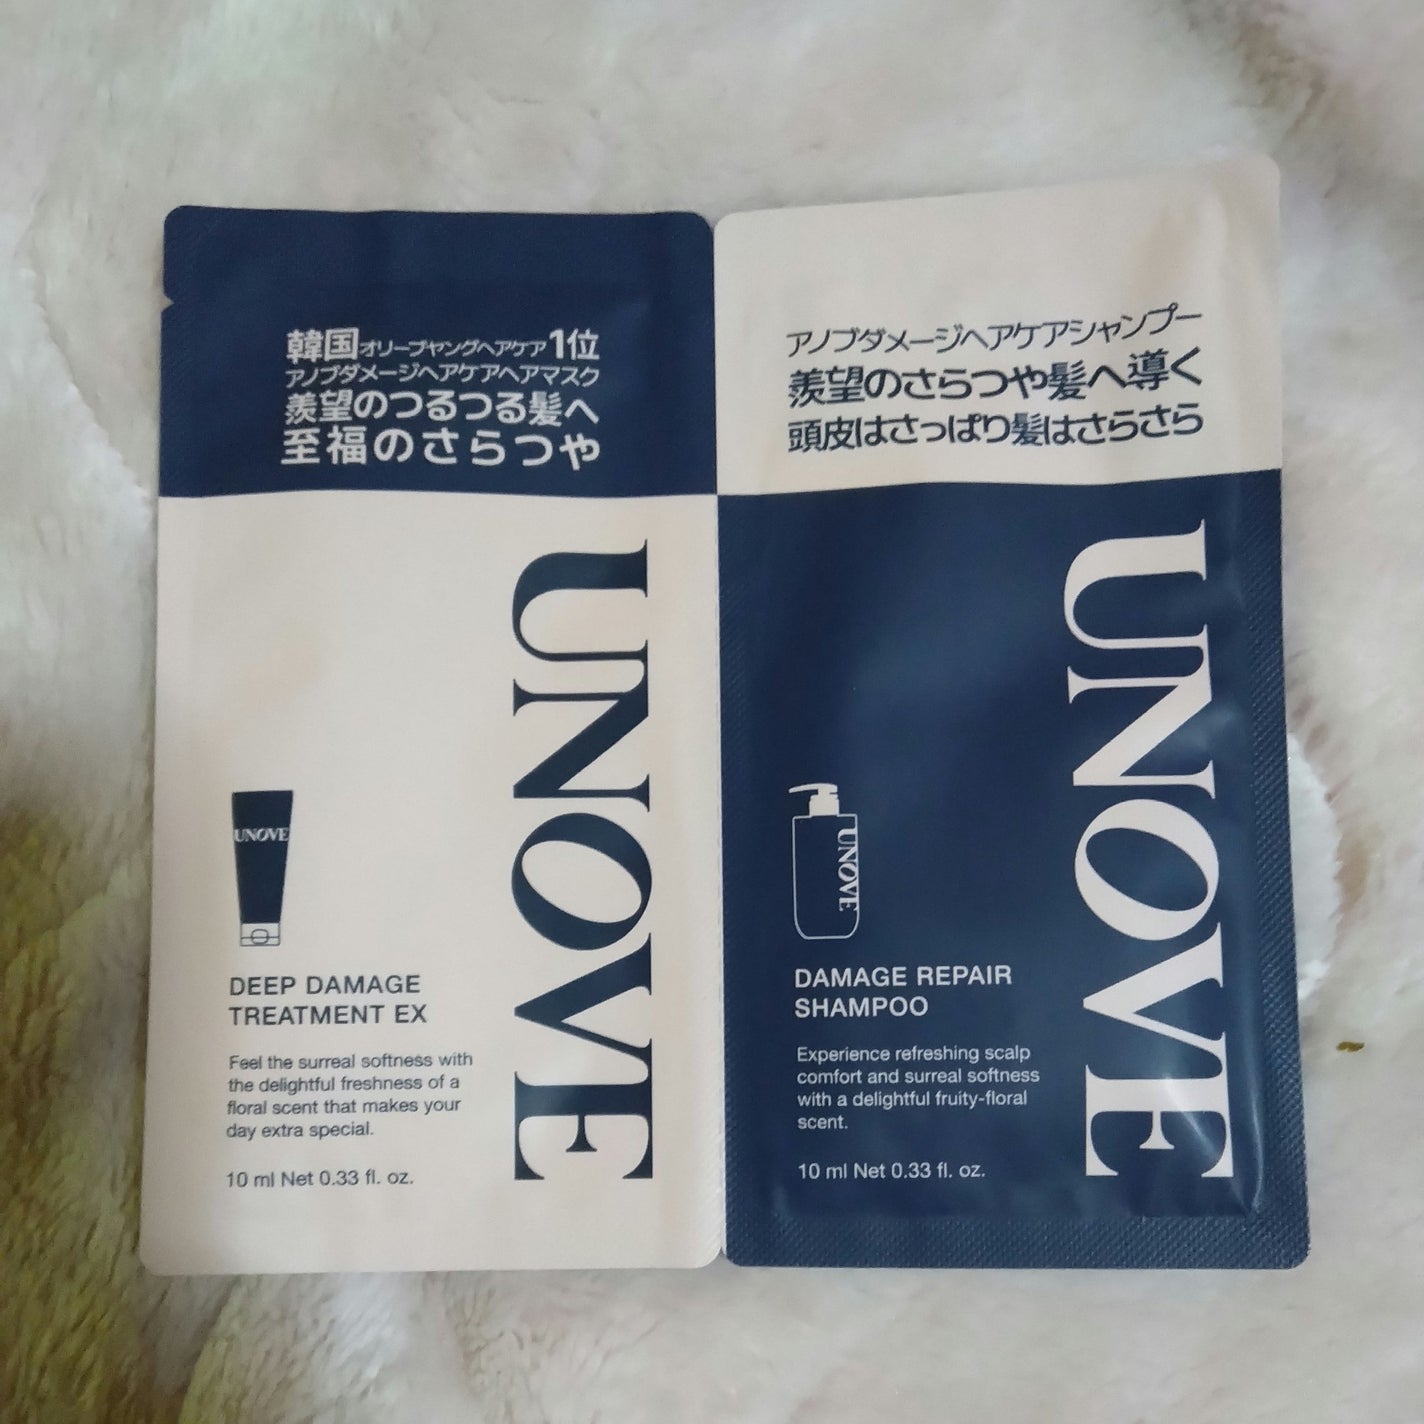 韓国オリーブヤングヘアケア1位
アノブダメージヘアケアヘアマスク
羨望のつるつる髪へ
至福のさらつや
UNOVE
UNOVE
DEEP DAMAGE
TREATMENT EX
Feel the surreal softness with
the delightful freshness of a
floral scent that makes your
day extra special.
10 ml Net 0.33 fl. oz.
アノブダメージヘアケアシャンプー
羨望のさらつや髪へ導く
頭皮はさっぱり髪はさらさら
UNOVE
UNOVE
DAMAGE REPAIR
SHAMPOO
Experience refreshing scalp
comfort and surreal softness
with a delightful fruity-floral
scent.
10 ml Net 0.33 fl. oz.